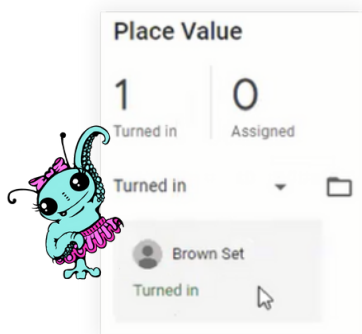 Place Value
1 0
Turned in Assigned
Turned in
Brown Set
Turned in